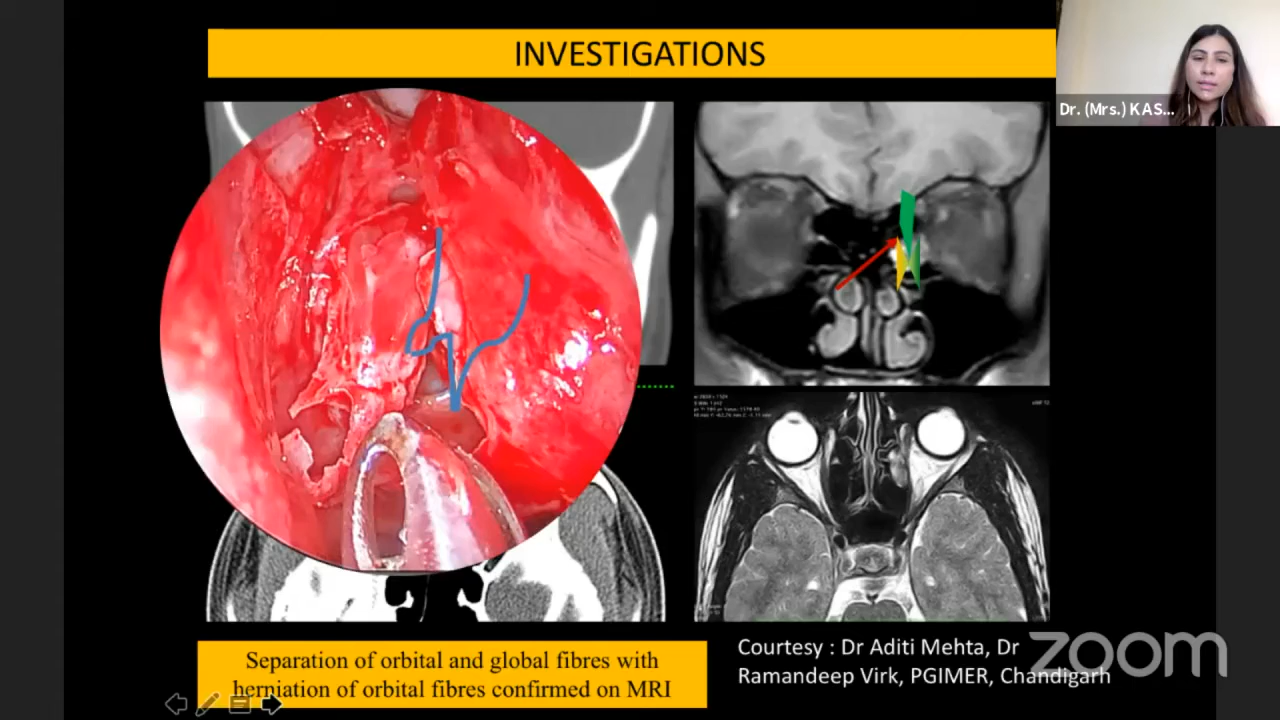 INVESTIGATIONS
Dr. (Mrs.) KAS...
Separation of orbital and global fibres with
herniation of orbital fibres confirmed on MRI
Courtesy : Dr Aditi Mehta, Dr
Ramandeep Virk, PGIMER, Chandigarh
zoom